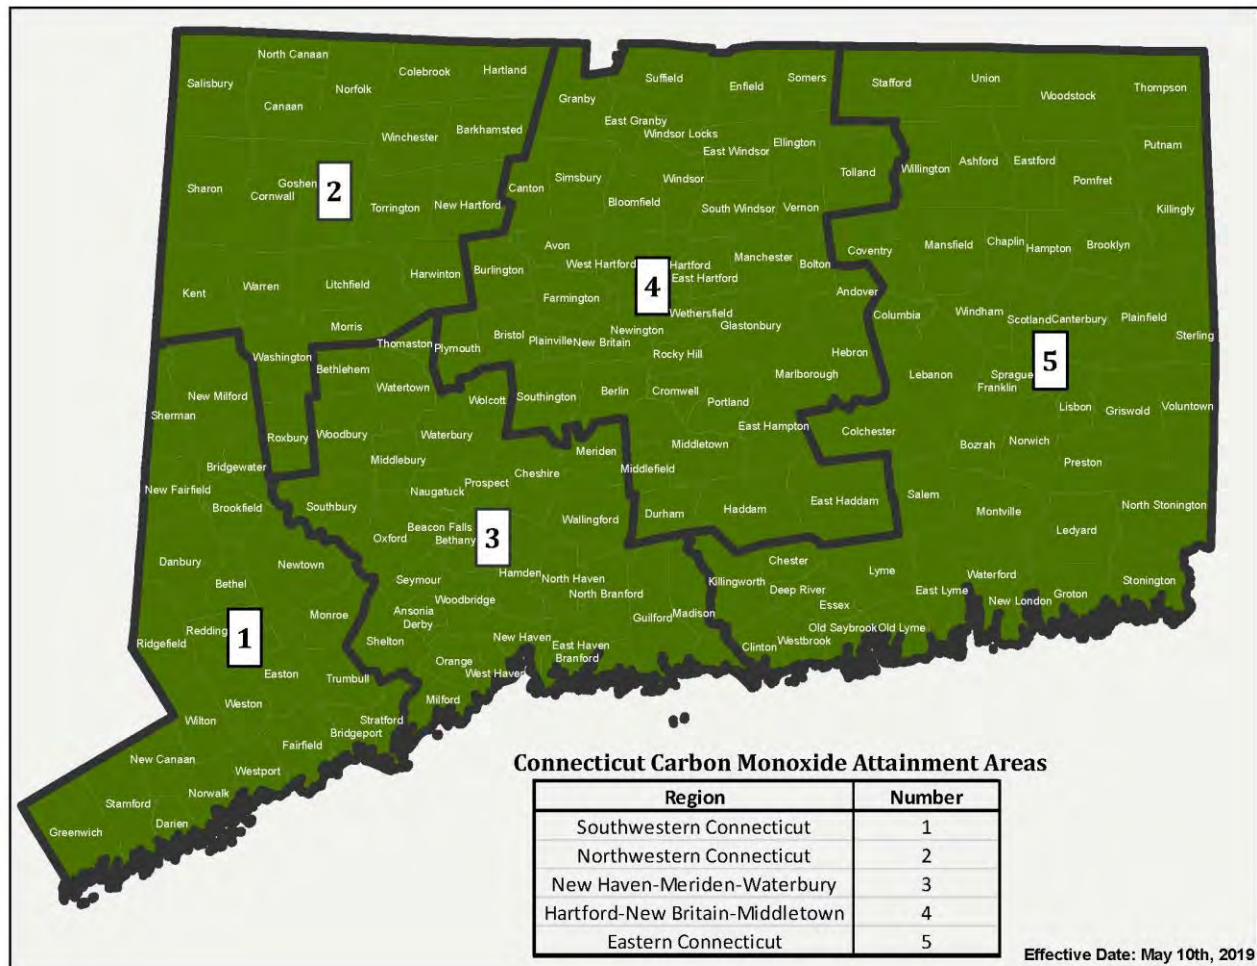 North Canaan
Colebrook
Hartland
Salisbury
Norfolk
Canaan
Winchester
Barkhamsted
Sharon
Goshen
Cornwall
2
Torrington
New Hartford
Kent
Warren
Litchfield
Harwinton
Morris
Washington
Roxbury
Suffield
Enfield
Somers
Granby
East Granby
Windsor Locks
East Windsor
Ellington
Tolland
Canton
Simsbury
Windsor
Bloomfield
South Windsor
Vernon
Avon
West Hartford
Hartford
Manchester
Bolton
Burlington
East Hartford
4
Farmington
Andover
Wethersfield
Glastonbury
Newington
Bristol
Plainville
New Britain
Plymouth
Rocky Hill
Hebron
Marlborough
Southington
Berlin
Cromwell
Portland
East Hampton
Middletown
Middlefield
Durham
Haddam
East Haddam
Stafford
Union
Woodstock
Thompson
Putnam
Willington
Ashford
Eastford
Pomfret
Killingly
Coventry
Mansfield
Chaplin
Hampton
Brooklyn
Columbia
Windham
Scotland
Canterbury
Plainfield
Sterling
5
Lebanon
Sprague
Franklin
Lisbon
Griswold
Voluntown
Colchester
Bozrah
Norwich
Preston
Salem
Montville
North Stonington
Ledyard
Chester
Lyme
Waterford
Stonington
Killingworth
Deep River
East Lyme
New London
Groton
Essex
Old Saybrook
Old Lyme
Westbrook
Clinton
Thomaston
Bethlehem
Watertown
Wolcott
Woodbury
Waterbury
Middlebury
Meriden
Cheshire
Prospect
Naugatuck
Southbury
Wallingford
Beacon Falls
Bethany
Oxford
3
Seymour
Hamden
North Haven
Woodbridge
North Branford
Ansonia
Derby
Guilford
Madison
Shelton
New Haven
East Haven
Branford
Orange
West Haven
Milford
New Milford
Sherman
Bridgewater
New Fairfield
Brookfield
Danbury
Newtown
Bethel
Monroe
Redding
Ridgefield
1
Easton
Trumbull
Weston
Wilton
Stratford
Bridgeport
Fairfield
New Canaan
Westport
Norwalk
Stamford
Darien
Greenwich
Connecticut Carbon Monoxide Attainment Areas
Region Number
Southwestern Connecticut 1
Northwestern Connecticut 2
New Haven-Meriden-Waterbury 3
Hartford-New Britain-Middletown 4
Eastern Connecticut 5
Effective Date: May 10th, 2019